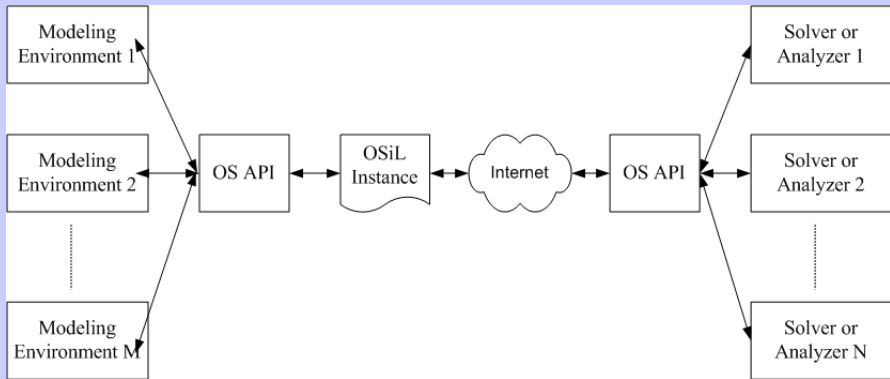 Modeling
Environment 1
Solver or
Analyzer 1
Modeling
Environment 2
OS API
OSiL
Instance
Internet
OS API
Solver or
Analyzer 2
Modeling
Environment M
Solver or
Analyzer N